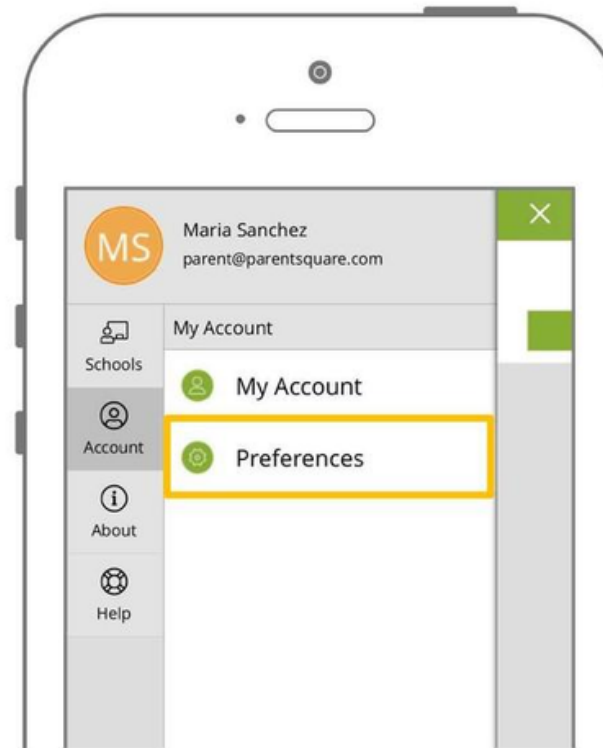 MS
Maria Sanchez
parent@parentsquare.com
Schools
Account
About
Help
My Account
My Account
Preferences